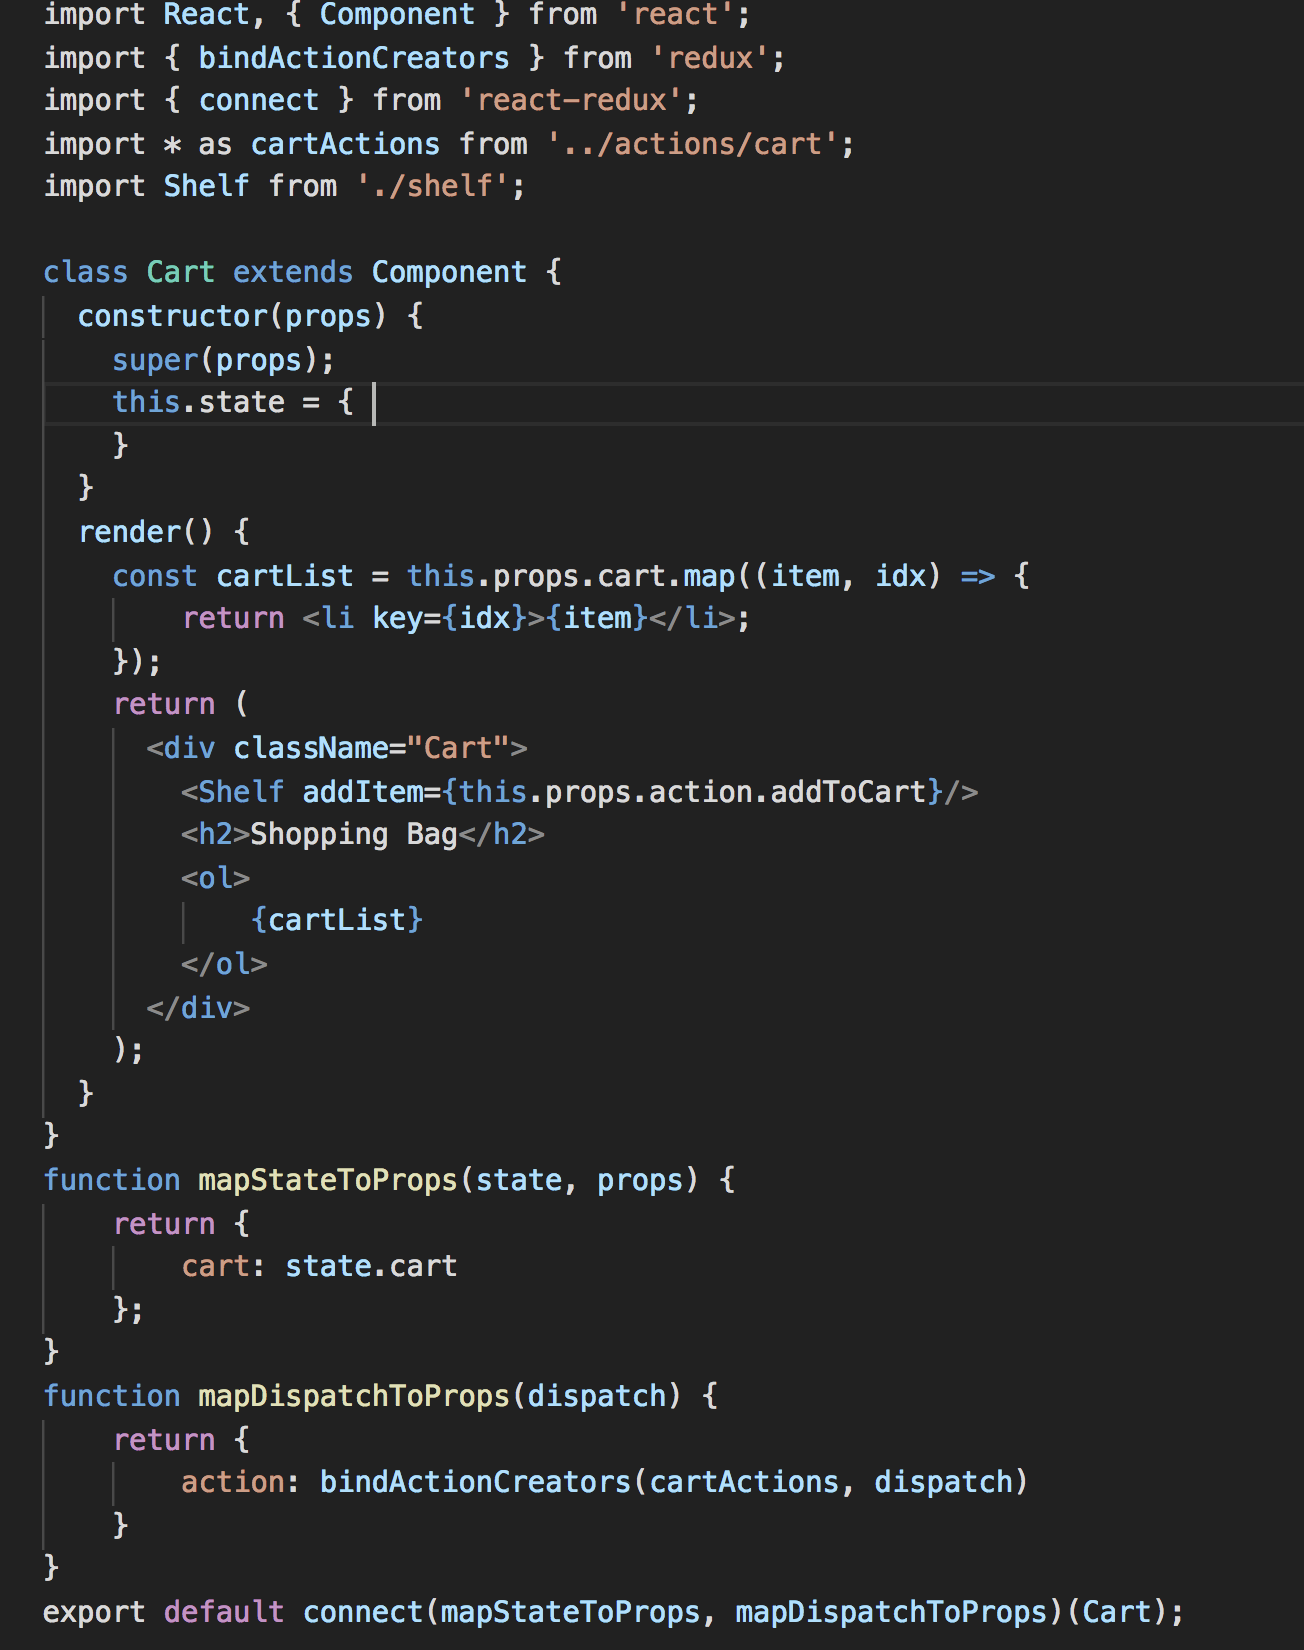 import React, { Component } from 'react';
import { bindActionCreators } from 'redux';
import { connect } from 'react-redux';
import * as cartActions from '../actions/cart';
import Shelf from './shelf';

class Cart extends Component {
  constructor(props) {
    super(props);
    this.state = {
    }
  }
  render() {
    const cartList = this.props.cart.map((item, idx) => {
        return <li key={idx}>{item}</li>;
    });
    return (
      <div className="Cart">
        <Shelf addItem={this.props.action.addToCart}/>
        <h2>Shopping Bag</h2>
        <ol>
            {cartList}
        </ol>
      </div>
    );
  }
}
function mapStateToProps(state, props) {
    return {
        cart: state.cart
    };
}
function mapDispatchToProps(dispatch) {
    return {
        action: bindActionCreators(cartActions, dispatch)
    }
}
export default connect(mapStateToProps, mapDispatchToProps)(Cart);